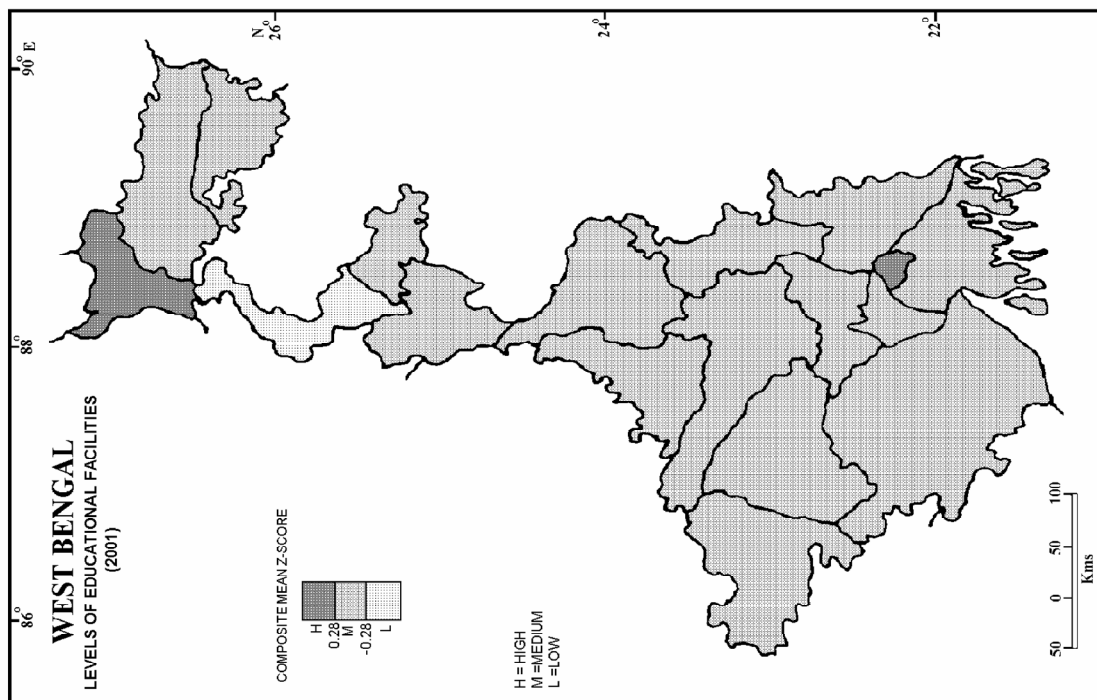 WEST BENGAL
LEVELS OF EDUCATIONAL FACILITIES
(2001)
COMPOSITE MEAN Z-SCORE
H
0.28
M
-0.28
L
H = HIGH
M =MEDIUM
L =LOW
86°
88°
90° E
N
26°
24°
22°
50 0 50 100
Kms